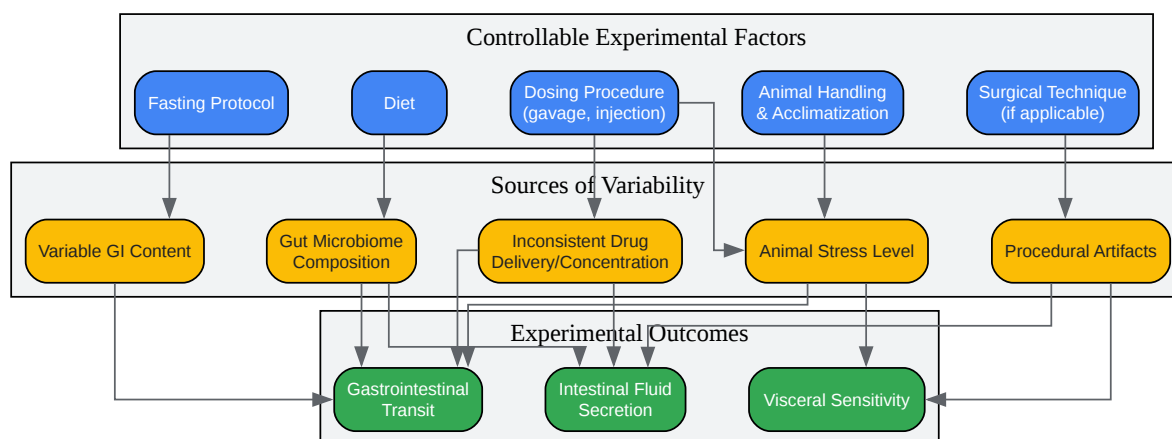 Controllable Experimental Factors
Fasting Protocol
Diet
Dosing Procedure
(gavage, injection)
Animal Handling
& Acclimatization
Surgical Technique
(if applicable)
Sources of Variability
Variable GI Content
Gut Microbiome
Composition
Inconsistent Drug
Delivery/Concentration
Animal Stress Level
Procedural Artifacts
Experimental Outcomes
Gastrointestinal
Transit
Intestinal Fluid
Secretion
Visceral Sensitivity